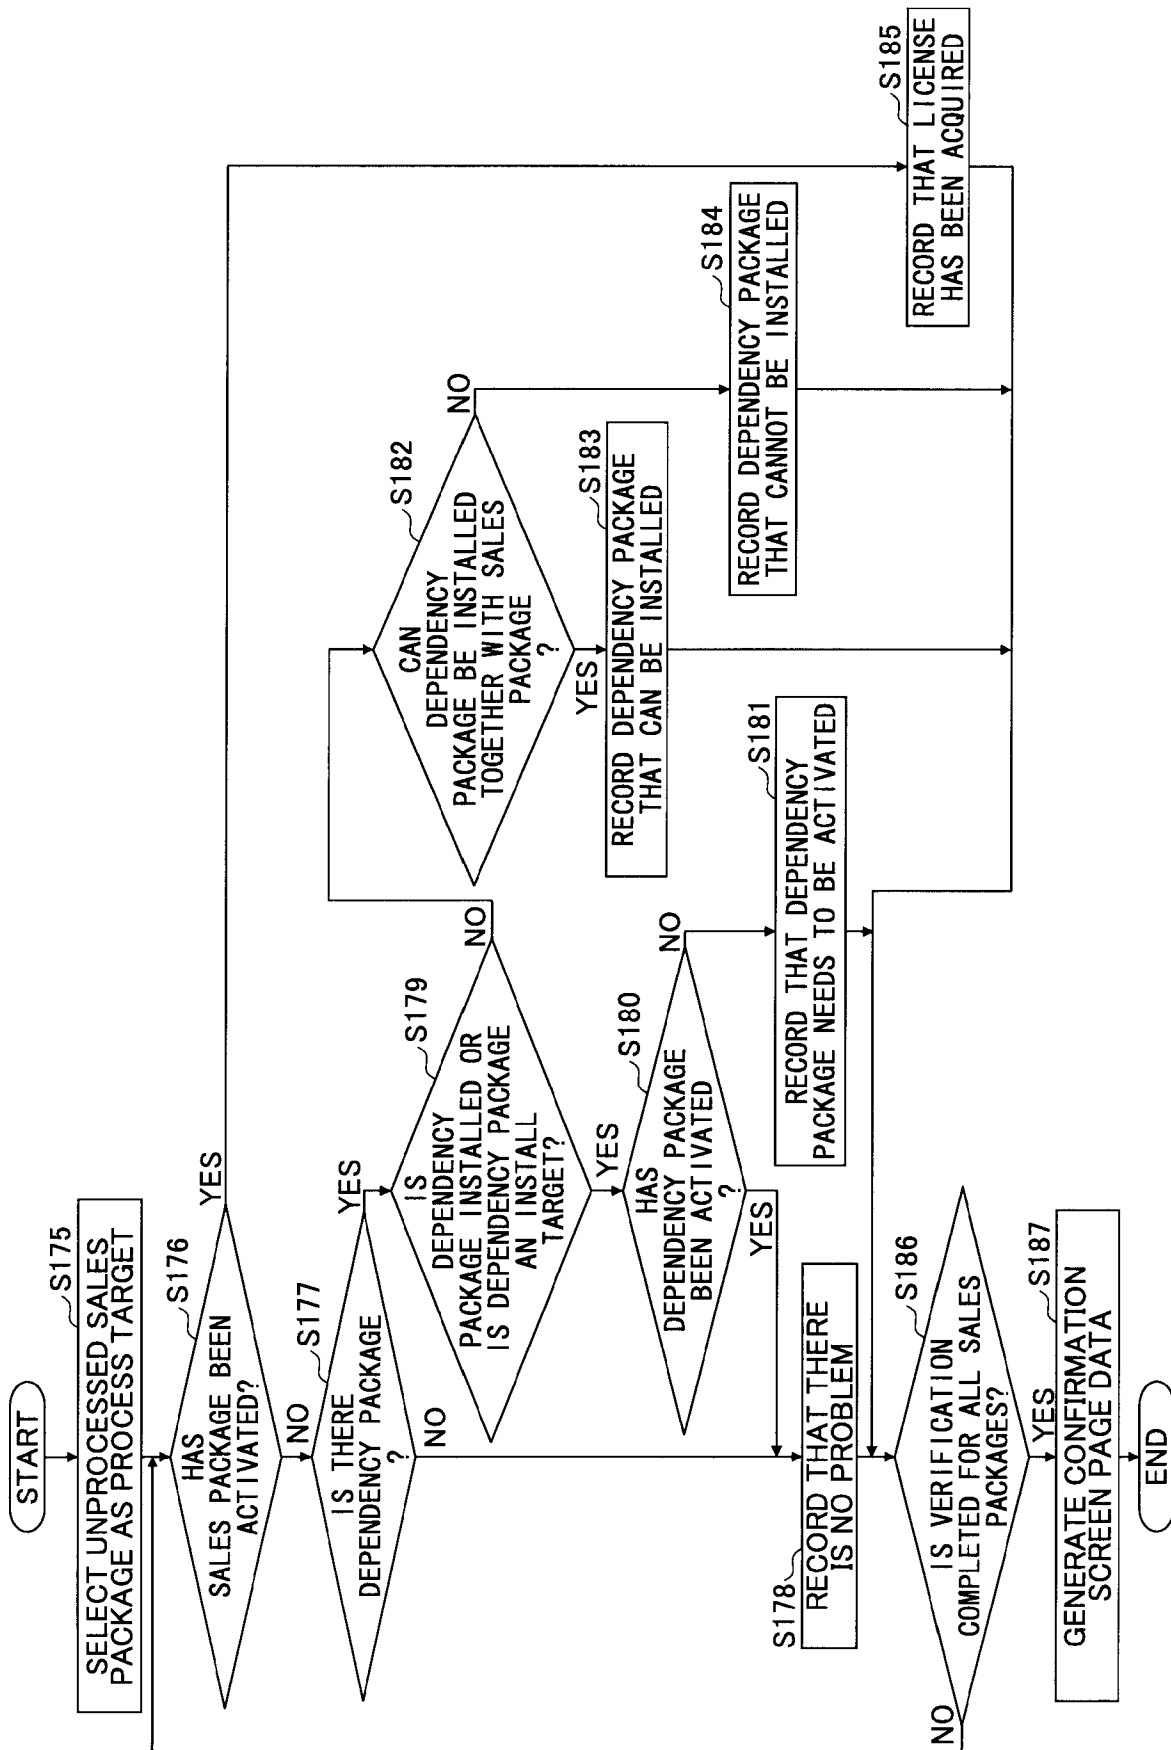 START
S175
SELECT UNPROCESSED SALES
PACKAGE AS PROCESS TARGET
S176
HAS
SALES PACKAGE BEEN
ACTIVATED?
YES
NO
S177
IS THERE
DEPENDENCY PACKAGE
?
YES
NO
S179
IS
DEPENDENCY
PACKAGE INSTALLED OR
IS DEPENDENCY PACKAGE
AN INSTALL
TARGET?
NO
YES
S180
HAS
DEPENDENCY PACKAGE
BEEN ACTIVATED
?
NO
YES
S181
RECORD THAT DEPENDENCY
PACKAGE NEEDS TO BE ACTIVATED
S182
CAN
DEPENDENCY
PACKAGE BE INSTALLED
TOGETHER WITH SALES
PACKAGE
?
NO
YES
S183
RECORD DEPENDENCY PACKAGE
THAT CAN BE INSTALLED
S184
RECORD DEPENDENCY PACKAGE
THAT CANNOT BE INSTALLED
S185
RECORD THAT LICENSE
HAS BEEN ACQUIRED
S178
RECORD THAT THERE
IS NO PROBLEM
S186
IS VERIFICATION
COMPLETED FOR ALL SALES
PACKAGES?
NO
YES
S187
GENERATE CONFIRMATION
SCREEN PAGE DATA
END